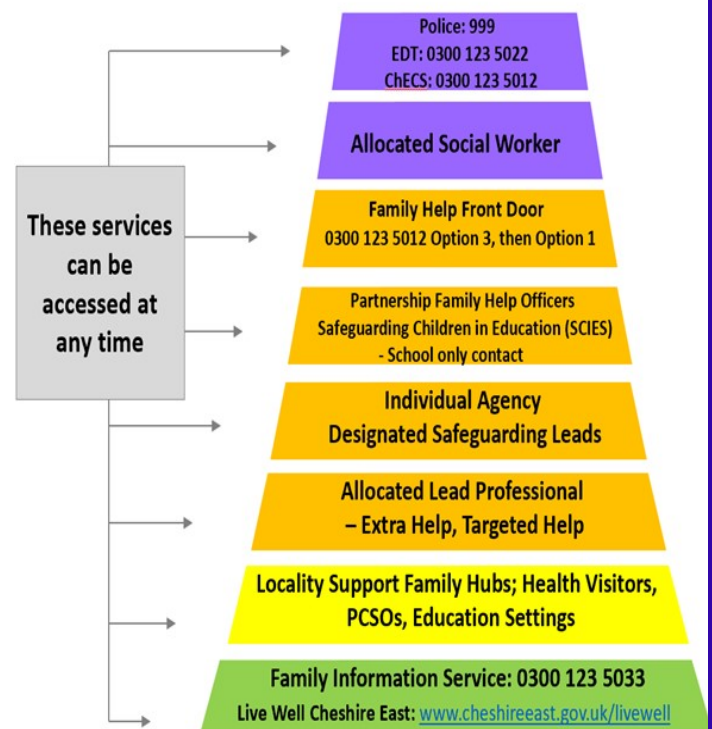 Police: 999
EDT: 0300 123 5022
ChECS: 0300 123 5012
Allocated Social Worker
These services
can be
accessed at
any time
Family Help Front Door
0300 123 5012 Option 3, then Option 1
Partnership Family Help Officers
Safeguarding Children in Education (SCIES)
- School only contact
Individual Agency
Designated Safeguarding Leads
Allocated Lead Professional
– Extra Help, Targeted Help
Locality Support Family Hubs; Health Visitors,
PCSOs, Education Settings
Family Information Service: 0300 123 5033
Live Well Cheshire East: www.cheshireeast.gov.uk/livewell